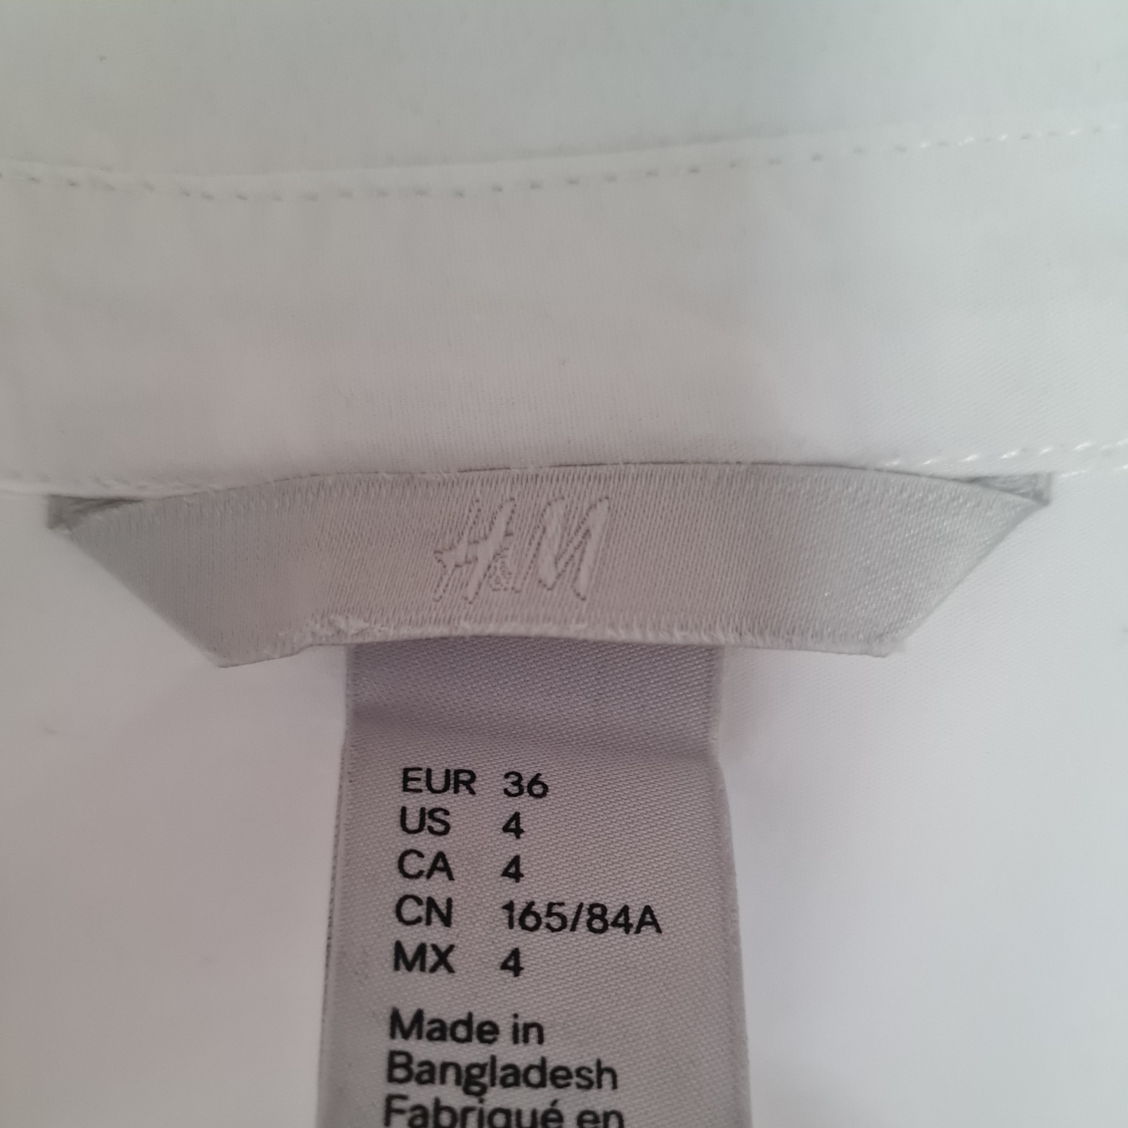 H&M
EUR 36
US 4
CA 4
CN 165/84A
MX 4
Made in
Bangladesh
Fabriqué en